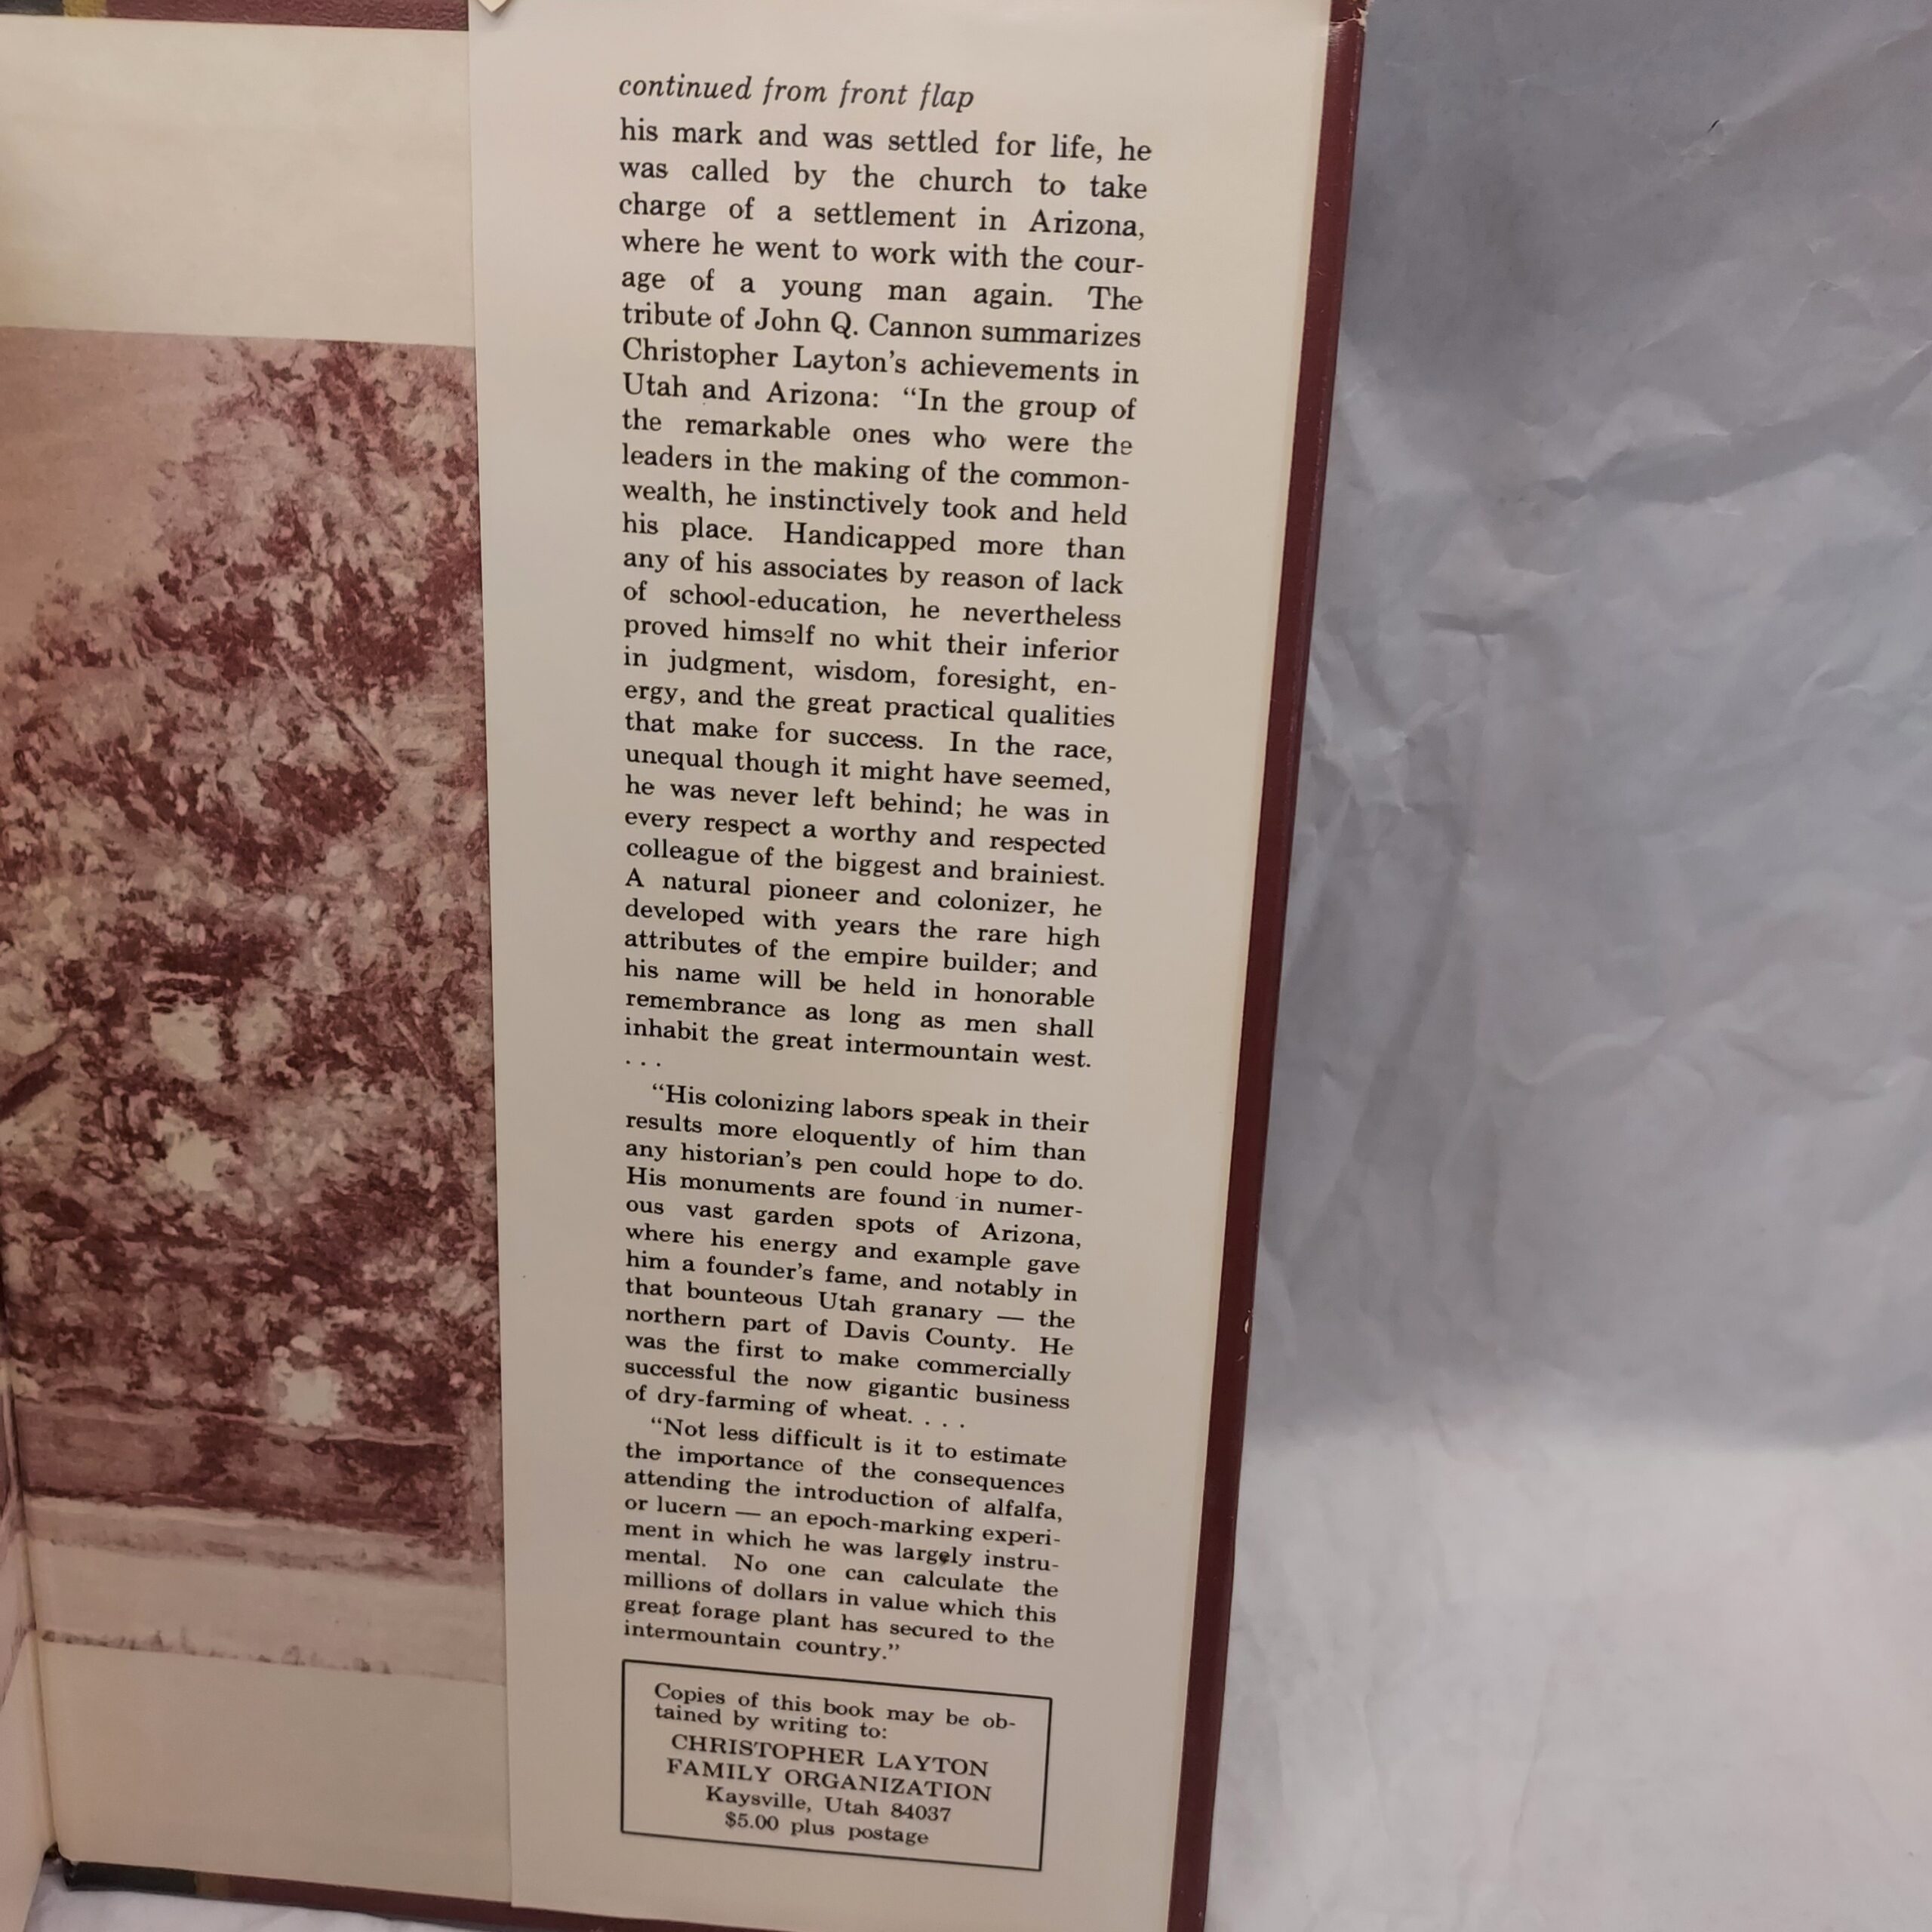 continued from front flap
his mark and was settled for life, he
was called by the church to take
charge of a settlement in Arizona,
where he went to work with the cour-
age of a young man again. The
tribute of John Q. Cannon summarizes
Christopher Layton's achievements in
Utah and Arizona: “In the group of
the remarkable ones who were the
leaders in the making of the common-
wealth, he instinctively took and held
his place. Handicapped more than
any of his associates by reason of lack
of school-education, he nevertheless
proved himself no whit their inferior
in judgment, wisdom, foresight, en-
ergy, and the great practical qualities
that make for success. In the race,
unequal though it might have seemed,
he was never left behind; he was in
every respect a worthy and respected
colleague of the biggest and brainiest.
A natural pioneer and colonizer, he
developed with years the rare high
attributes of the empire builder; and
his name will be held in honorable
remembrance as long as men shall
inhabit the great intermountain west.
. . .
“His colonizing labors speak in their
results more eloquently of him than
any historian's pen could hope to do.
His monuments are found in numer-
ous vast garden spots of Arizona,
where his energy and example gave
him a founder's fame, and notably in
that bounteous Utah granary — the
northern part of Davis County. He
was the first to make commercially
successful the now gigantic business
of dry-farming of wheat. . . .
“Not less difficult is it to estimate
the importance of the consequences
attending the introduction of alfalfa,
or lucern — an epoch-marking experi-
ment in which he was largely instru-
mental. No one can calculate the
millions of dollars in value which this
great forage plant has secured to the
intermountain country.”
Copies of this book may be ob-
tained by writing to:
CHRISTOPHER LAYTON
FAMILY ORGANIZATION
Kaysville, Utah 84037
$5.00 plus postage